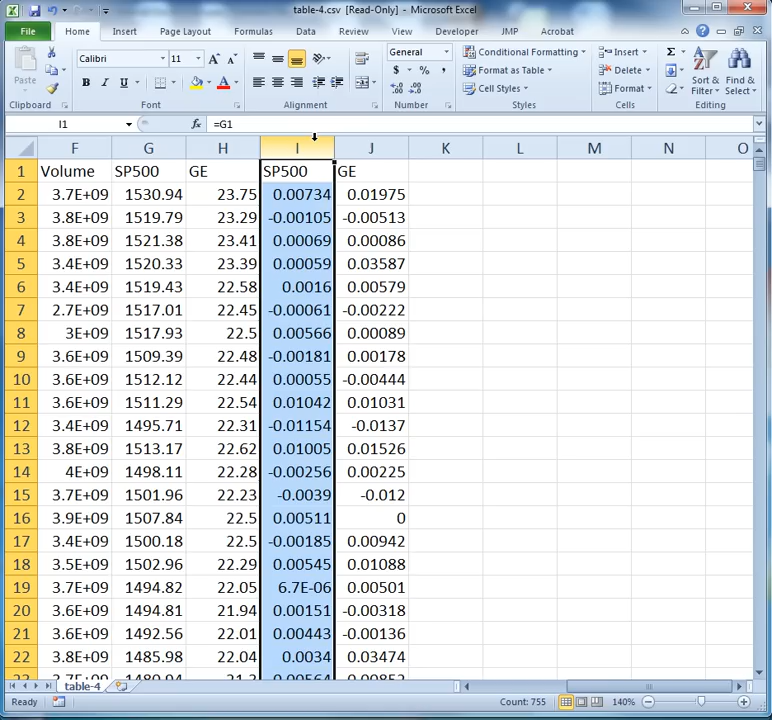 table-4.csv [Read-Only] - Microsoft Excel
File Home Insert Page Layout Formulas Data Review View Developer JMP Acrobat
Paste
Calibri 11 A A
B I U A
General
$ % ,
Conditional Formatting
Format as Table
Cell Styles
Insert
Delete
Format
Σ
Sort & Filter
Find & Select
Clipboard Font Alignment Number Styles Cells Editing
I1 fx =G1
F G H I J K L M N O
1 Volume SP500 GE SP500 GE
2 3.7E+09 1530.94 23.75 0.00734 0.01975
3 3.8E+09 1519.79 23.29 -0.00105 -0.00513
4 3.8E+09 1521.38 23.41 0.00069 0.00086
5 3.4E+09 1520.33 23.39 0.00059 0.03587
6 3.4E+09 1519.43 22.58 0.0016 0.00579
7 2.7E+09 1517.01 22.45 -0.00061 -0.00222
8 3E+09 1517.93 22.5 0.00566 0.00089
9 3.6E+09 1509.39 22.48 -0.00181 0.00178
10 3.6E+09 1512.12 22.44 0.00055 -0.00444
11 3.6E+09 1511.29 22.54 0.01042 0.01031
12 3.4E+09 1495.71 22.31 -0.01154 -0.0137
13 3.8E+09 1513.17 22.62 0.01005 0.01526
14 4E+09 1498.11 22.28 -0.00256 0.00225
15 3.7E+09 1501.96 22.23 -0.0039 -0.012
16 3.9E+09 1507.84 22.5 0.00511 0
17 3.4E+09 1500.18 22.5 -0.00185 0.00942
18 3.5E+09 1502.96 22.29 0.00545 0.01088
19 3.7E+09 1494.82 22.05 6.7E-06 0.00501
20 3.6E+09 1494.81 21.94 0.00151 -0.00318
21 3.6E+09 1492.56 22.01 0.00443 -0.00136
22 3.8E+09 1485.98 22.04 0.0034 0.03474
table-4
Ready Count: 755 140%